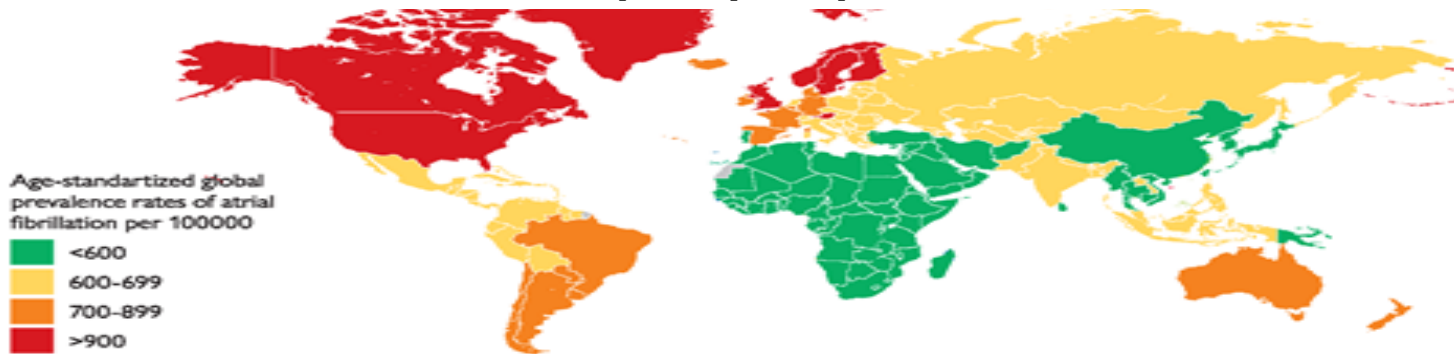 Age-standartized global
prevalence rates of atrial
fibrillation per 100000
<600
600-699
700-899
>900